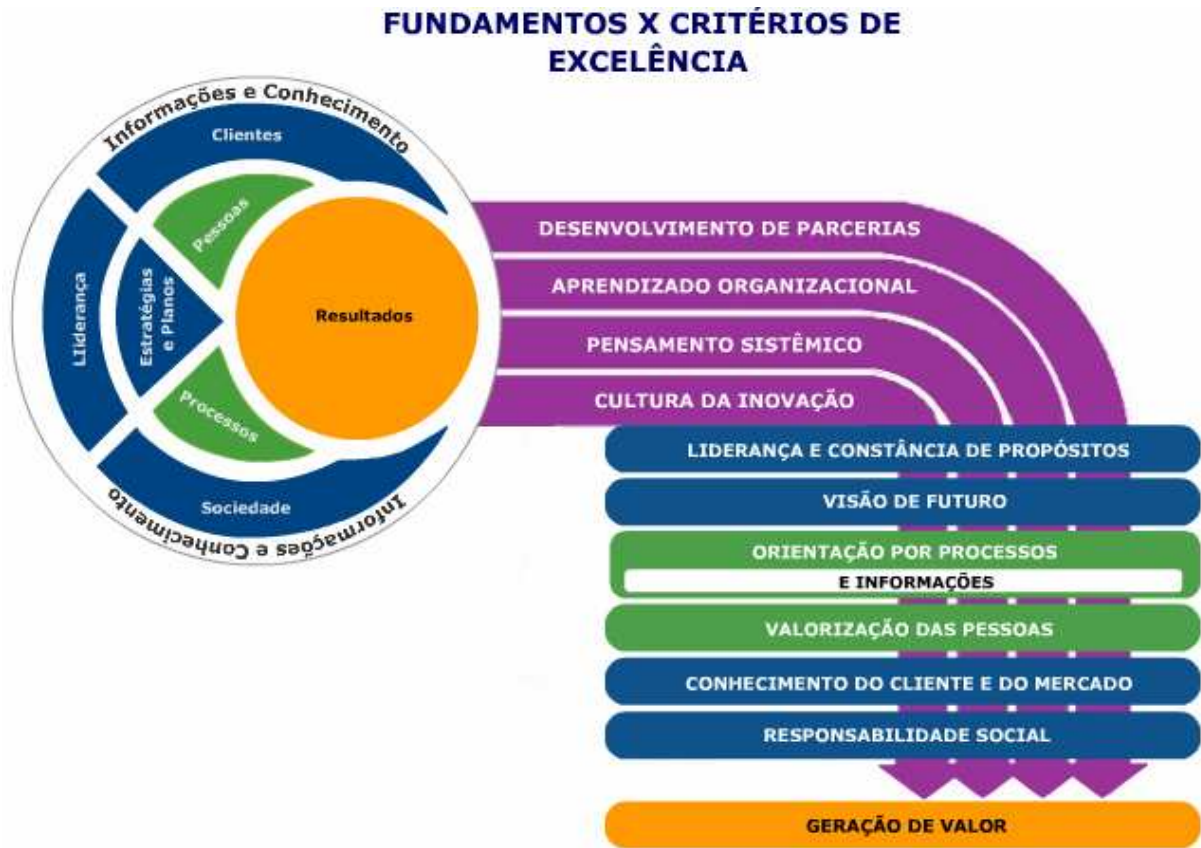 FUNDAMENTOS X CRITÉRIOS DE
EXCELÊNCIA
Informações e Conhecimento
Clientes
Pessoas
LIiderança
Estratégias
e Planos
Resultados
Processos
Sociedade
Informações e Conhecimento
DESENVOLVIMENTO DE PARCERIAS
APRENDIZADO ORGANIZACIONAL
PENSAMENTO SISTÊMICO
CULTURA DA INOVAÇÃO
LIDERANÇA E CONSTÂNCIA DE PROPÓSITOS
VISÃO DE FUTURO
ORIENTAÇÃO POR PROCESSOS
E INFORMAÇÕES
VALORIZAÇÃO DAS PESSOAS
CONHECIMENTO DO CLIENTE E DO MERCADO
RESPONSABILIDADE SOCIAL
GERAÇÃO DE VALOR